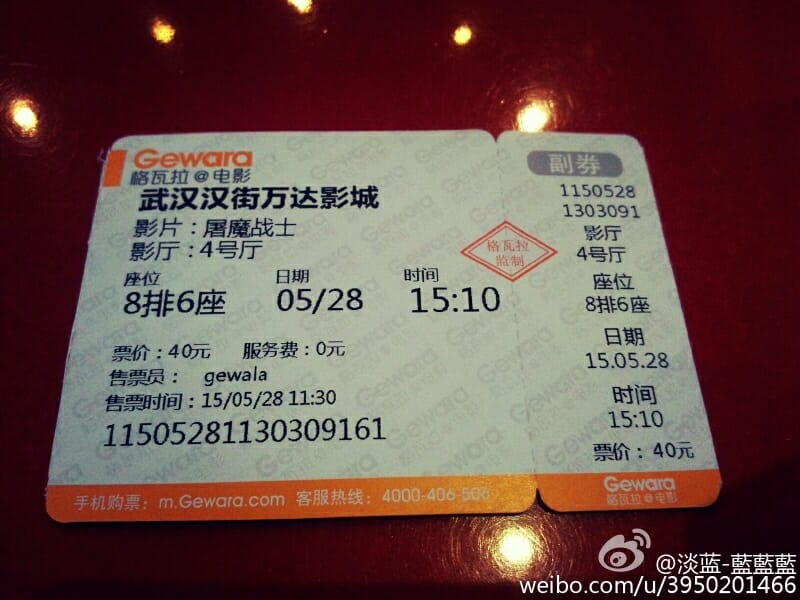 Gewara
格瓦拉@电影
武汉汉街万达影城
影片：屠魔战士
影厅：4号厅
座位 日期 时间
8排6座 05/28 15:10
票价：40元 服务费：0元
售票员： gewala
售票时间：15/05/28 11:30
11505281130309161
手机购票：m.Gewara.com 客服热线：4000-406-506
格瓦拉
监制
副券
1150528
1303091
影厅
4号厅
座位
8排6座
日期
15.05.28
时间
15:10
票价：40元
Gewara
格瓦拉@电影
@淡蓝-藍藍藍
weibo.com/u/3950201466